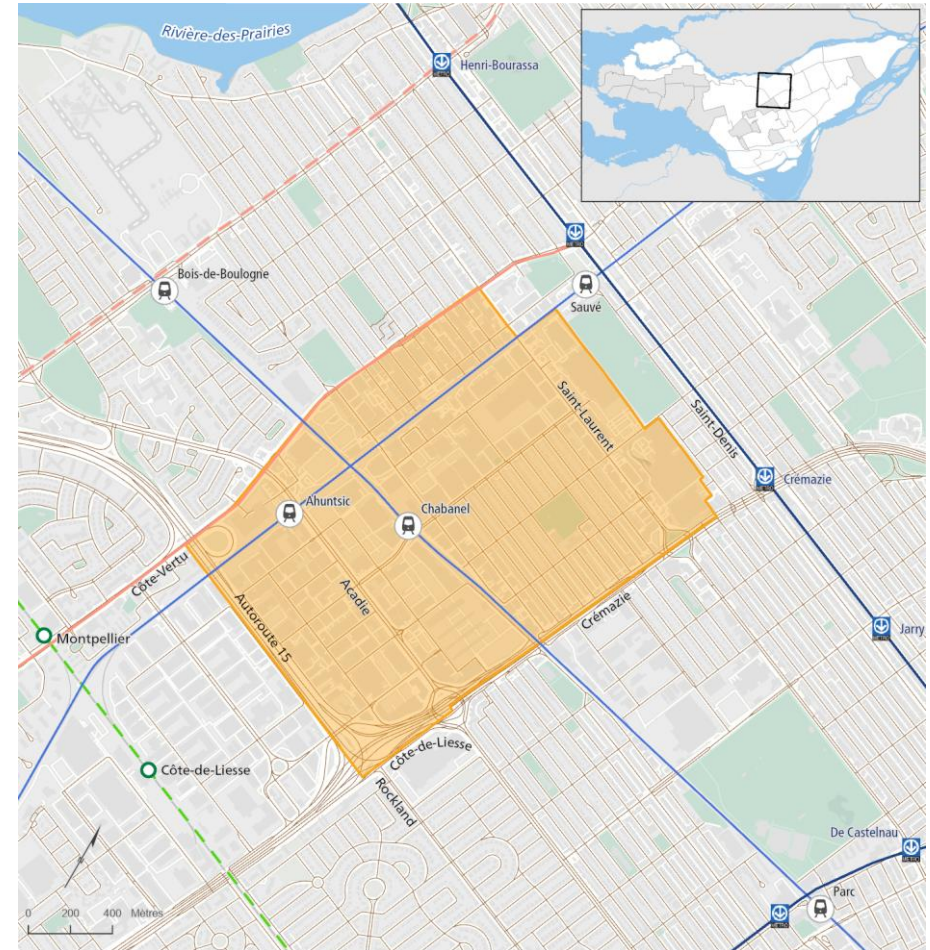 Rivière-des-Prairies
Henri-Bourassa
Bois-de-Boulogne
Sauvé
Saint-Laurent
Saint-Denis
Crémazie
Ahuntsic
Chabanel
Côte-Vertu
Acadie
Autoroute 15
Crémazie
Montpellier
Jarry
Côte-de-Liesse
Côte-de-Liesse
Rockland
De Castelnau
Parc
0 200 400 Mètres